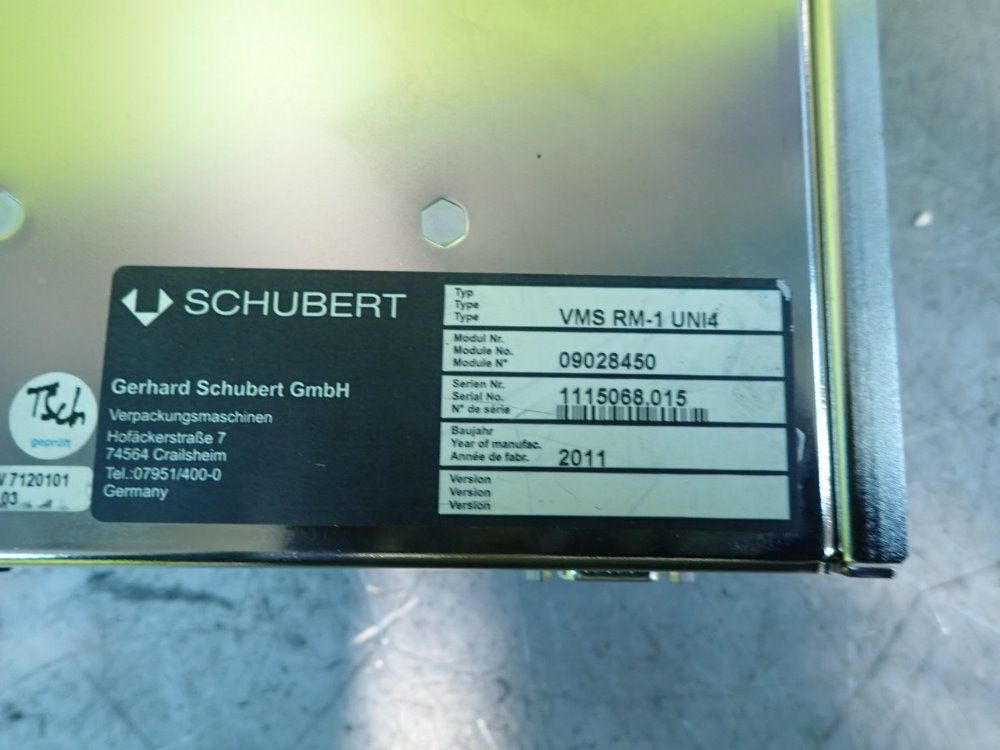 SCHUBERT
Gerhard Schubert GmbH
Verpackungsmaschinen
Hofäckerstraße 7
74564 Crailsheim
Tel.:07951/400-0
Germany
Typ
Type
Type
VMS RM-1 UNI4
Modul Nr.
Module No.
Module N°
09028450
Serien Nr.
Serial No.
N° de série
1115068.015
Baujahr
Year of manufac.
Année de fabr.
2011
Version
Version
Version
TSch
geprüft
7120101
03